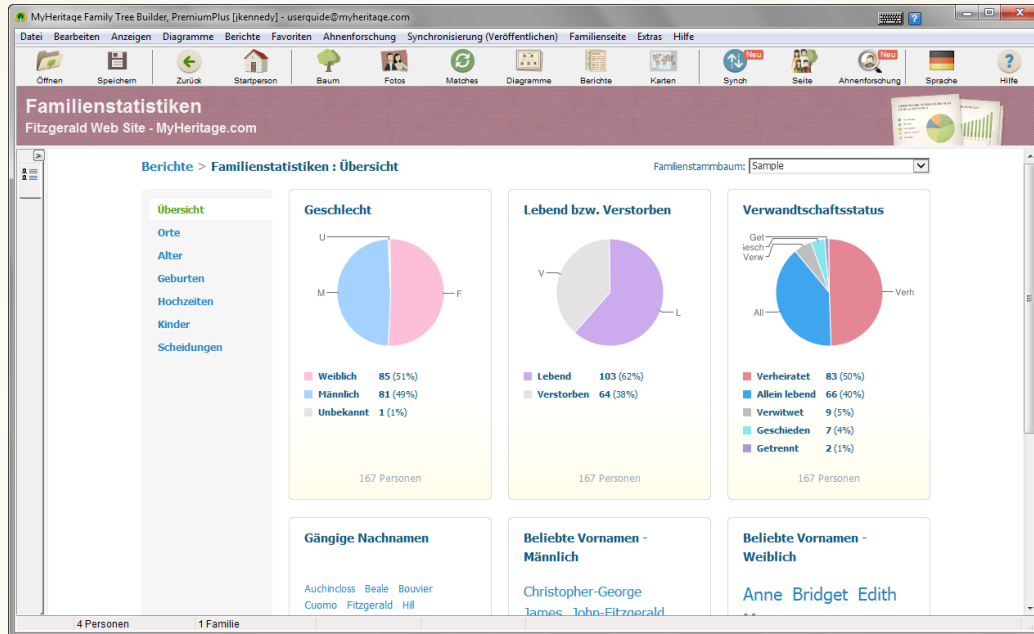 MyHeritage Family Tree Builder, PremiumPlus [jkennedy] - userguide@myheritage.com
Datei Bearbeiten Anzeigen Diagramme Berichte Favoriten Ahnenforschung Synchronisierung (Veröffentlichen) Familienseite Extras Hilfe
Neu Neu
Öffnen Speichern Zurück Startperson Baum Fotos Matches Diagramme Berichte Karten Synch Seite Ahnenforschung Sprache Hilfe
Familienstatistiken
Fitzgerald Web Site - MyHeritage.com
Berichte > Familienstatistiken : Übersicht
Familienstammbaum: Sample
Übersicht
Orte
Alter
Geburten
Hochzeiten
Kinder
Scheidungen
Geschlecht
U
M
F
Weiblich 85 (51%)
Männlich 81 (49%)
Unbekannt 1 (1%)
167 Personen
Lebend bzw. Verstorben
V
L
Lebend 103 (62%)
Verstorben 64 (38%)
167 Personen
Verwandtschaftsstatus
Get
iesch
Verw
Verh
All
Verheiratet 83 (50%)
Allein lebend 66 (40%)
Verwitwet 9 (5%)
Geschieden 7 (4%)
Getrennt 2 (1%)
167 Personen
Gängige Nachnamen
Auchincloss Beale Bouvier
Cuomo Fitzgerald Hill
Beliebte Vornamen -
Männlich
Christopher-George
James John-Fitzgerald
Beliebte Vornamen -
Weiblich
Anne Bridget Edith
4 Personen 1 Familie